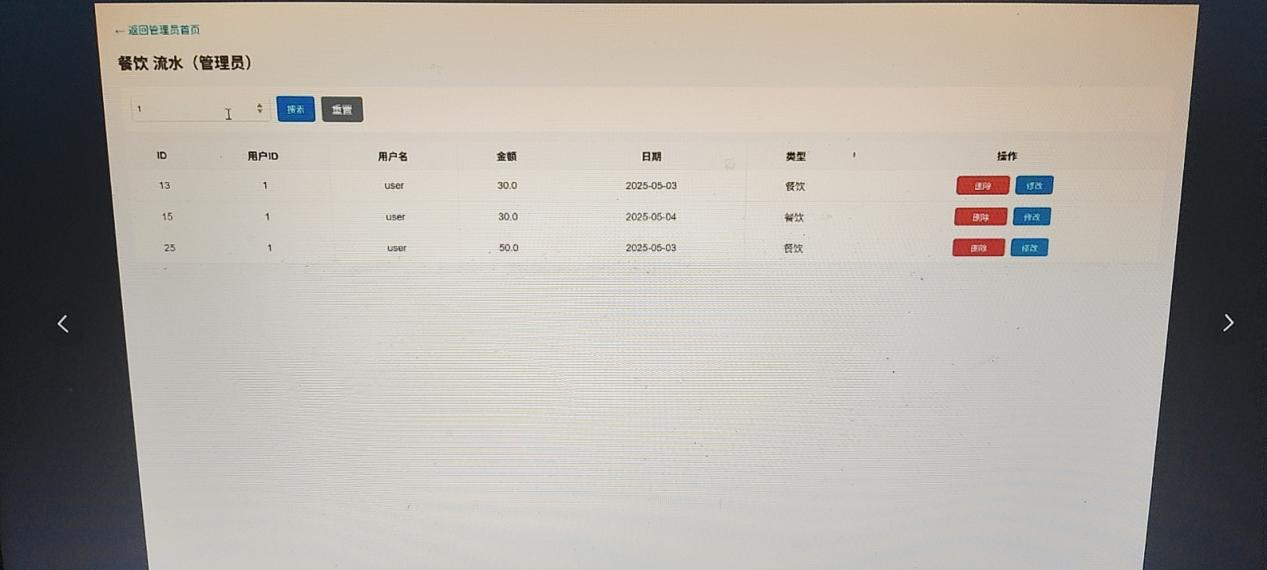 ← 返回管理员首页
餐饮 流水（管理员）
1 搜索 重置
ID 用户ID 用户名 金额 日期 类型 操作
13 1 user 30.0 2025-05-03 餐饮 删除 修改
15 1 user 30.0 2025-05-04 餐饮 删除 修改
25 1 user 50.0 2025-05-03 餐饮 删除 修改